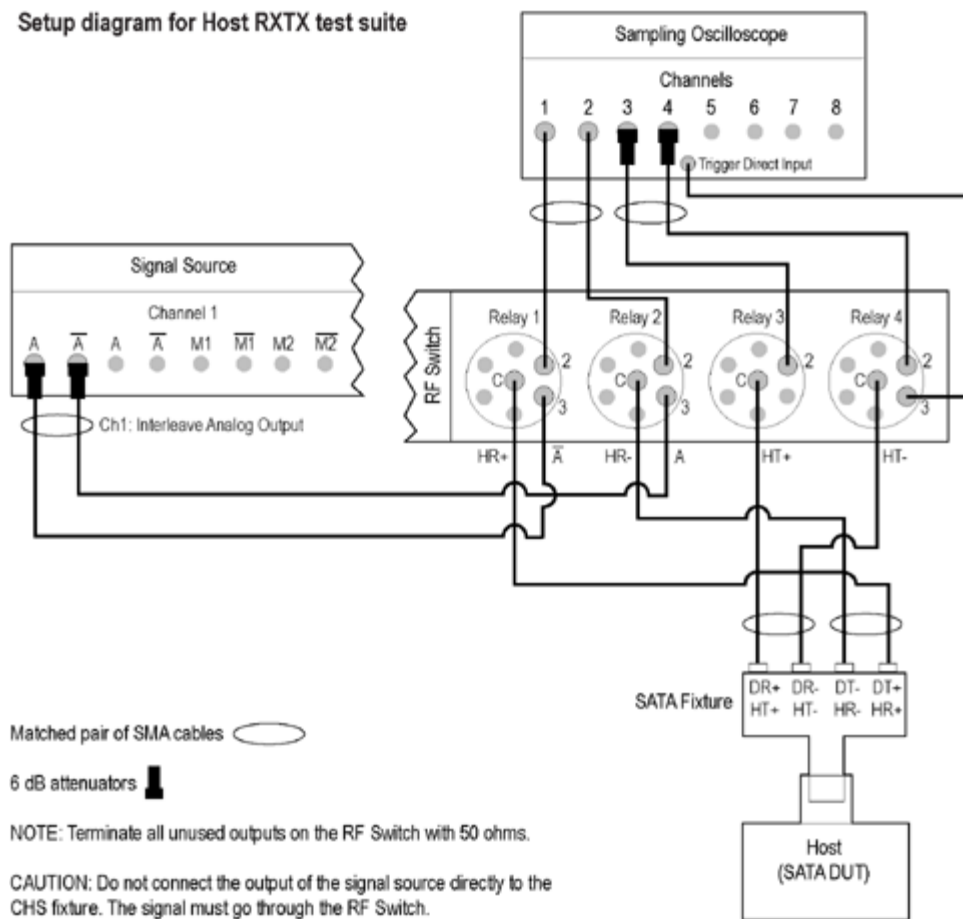 Setup diagram for Host RXTX test suite
Sampling Oscilloscope
Channels
1 2 3 4 5 6 7 8
Trigger Direct Input
Signal Source
Channel 1
A A̅ A A̅ M1 M̅1̅ M2 M̅2̅
Ch1: Interleave Analog Output
RF Switch
Relay 1 Relay 2 Relay 3 Relay 4
2 2 2 2
C C C C
3 3 3
HR+ A̅ HR- A HT+ HT-
SATA Fixture
DR+ DR- DT- DT+
HT+ HT- HR- HR+
Matched pair of SMA cables
6 dB attenuators
NOTE: Terminate all unused outputs on the RF Switch with 50 ohms.
CAUTION: Do not connect the output of the signal source directly to the
CHS fixture. The signal must go through the RF Switch.
Host
(SATA DUT)